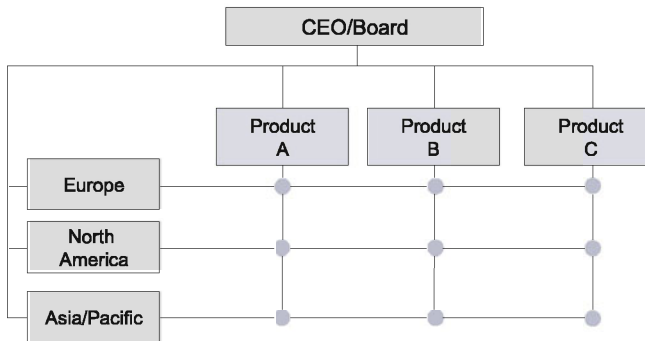 CEO/Board
Product
A
Product
B
Product
C
Europe
North
America
Asia/Pacific